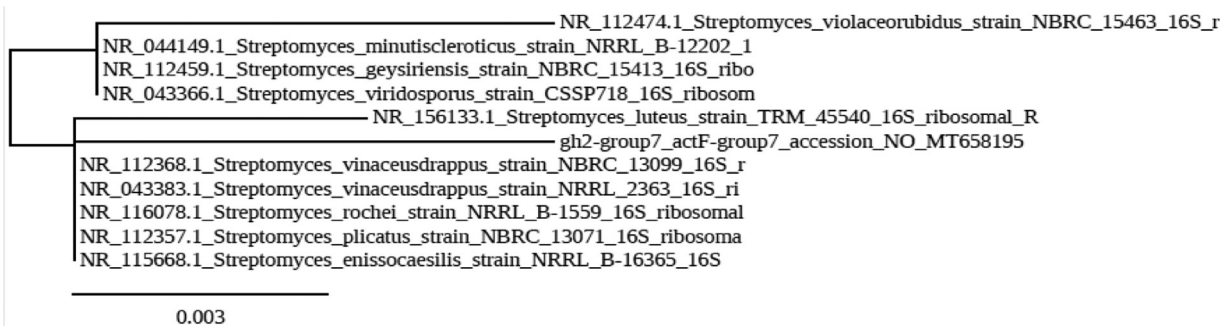 NR_112474.1_Streptomyces_violaceorubidus_strain_NBRC_15463_16S_r
NR_044149.1_Streptomyces_minutiscleroticus_strain_NRRL_B-12202_1
NR_112459.1_Streptomyces_geysiriensis_strain_NBRC_15413_16S_ribo
NR_043366.1_Streptomyces_viridosporus_strain_CSSP718_16S_ribosom
NR_156133.1_Streptomyces_luteus_strain_TRM_45540_16S_ribosomal_R
gh2-group7_actF-group7_accession_NO_MT658195
NR_112368.1_Streptomyces_vinaceusdrappus_strain_NBRC_13099_16S_r
NR_043383.1_Streptomyces_vinaceusdrappus_strain_NRRL_2363_16S_ri
NR_116078.1_Streptomyces_rochei_strain_NRRL_B-1559_16S_ribosomal
NR_112357.1_Streptomyces_plicatus_strain_NBRC_13071_16S_ribosoma
NR_115668.1_Streptomyces_enissocaesilis_strain_NRRL_B-16365_16S
0.003